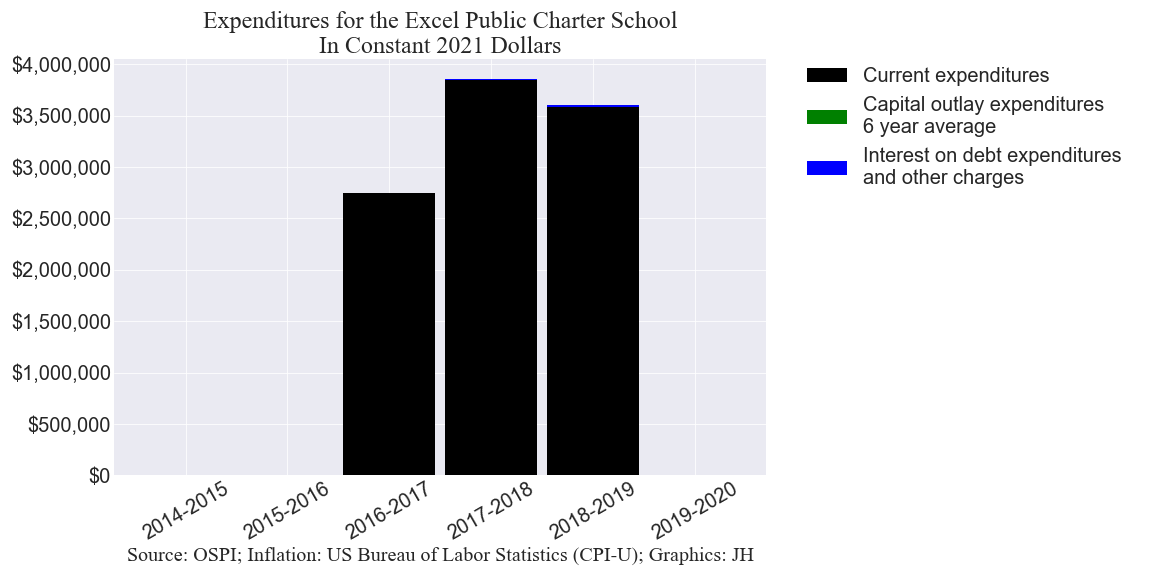 Expenditures for the Excel Public Charter School
In Constant 2021 Dollars
$4,000,000
$3,500,000
$3,000,000
$2,500,000
$2,000,000
$1,500,000
$1,000,000
$500,000
$0
2014-2015
2015-2016
2016-2017
2017-2018
2018-2019
2019-2020
Current expenditures
Capital outlay expenditures
6 year average
Interest on debt expenditures
and other charges
Source: OSPI; Inflation: US Bureau of Labor Statistics (CPI-U); Graphics: JH